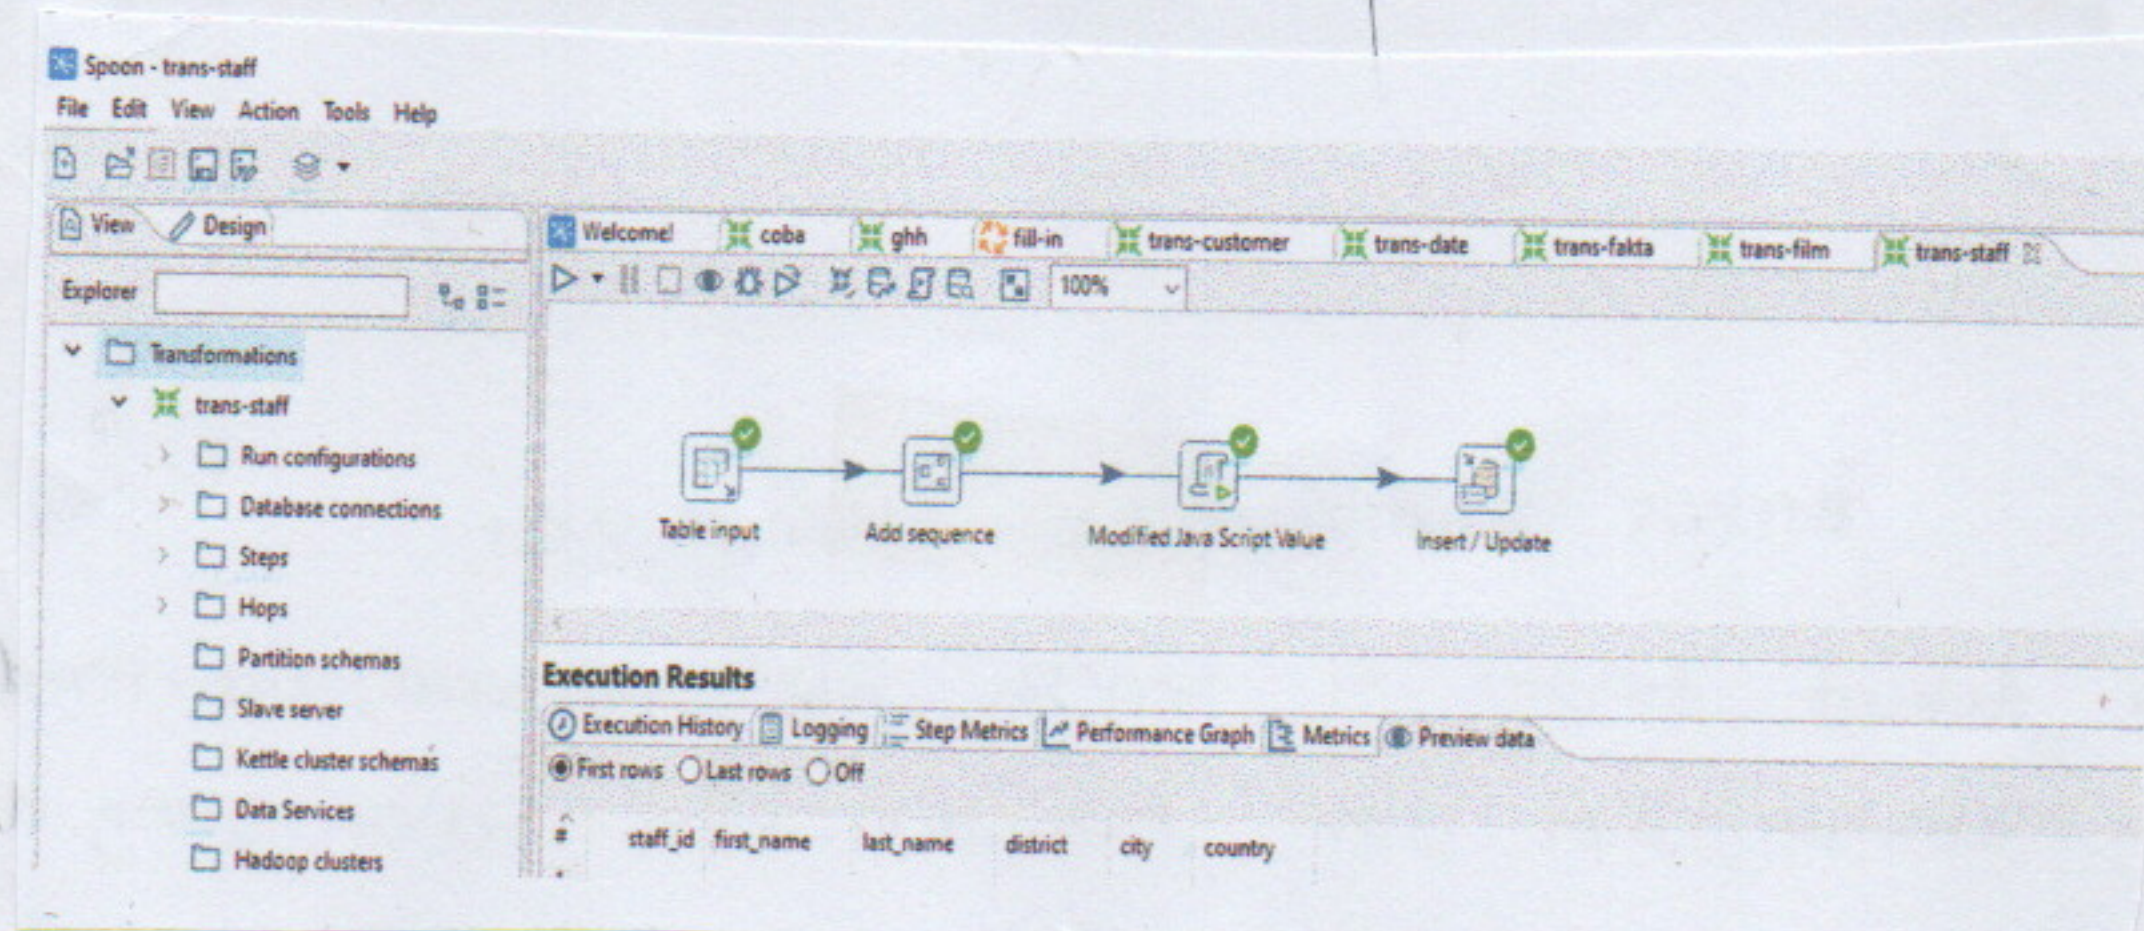 Spoon - trans-staff
File Edit View Action Tools Help
View Design
Welcome! coba ghh fill-in trans-customer trans-date trans-fakta trans-film trans-staff
Explorer
100%
Transformations
trans-staff
Run configurations
Database connections
Steps
Hops
Partition schemas
Slave server
Kettle cluster schemas
Data Services
Hadoop clusters
Table input Add sequence Modified Java Script Value Insert / Update
Execution Results
Execution History Logging Step Metrics Performance Graph Metrics Preview data
First rows Last rows Off
# staff_id first_name last_name district city country